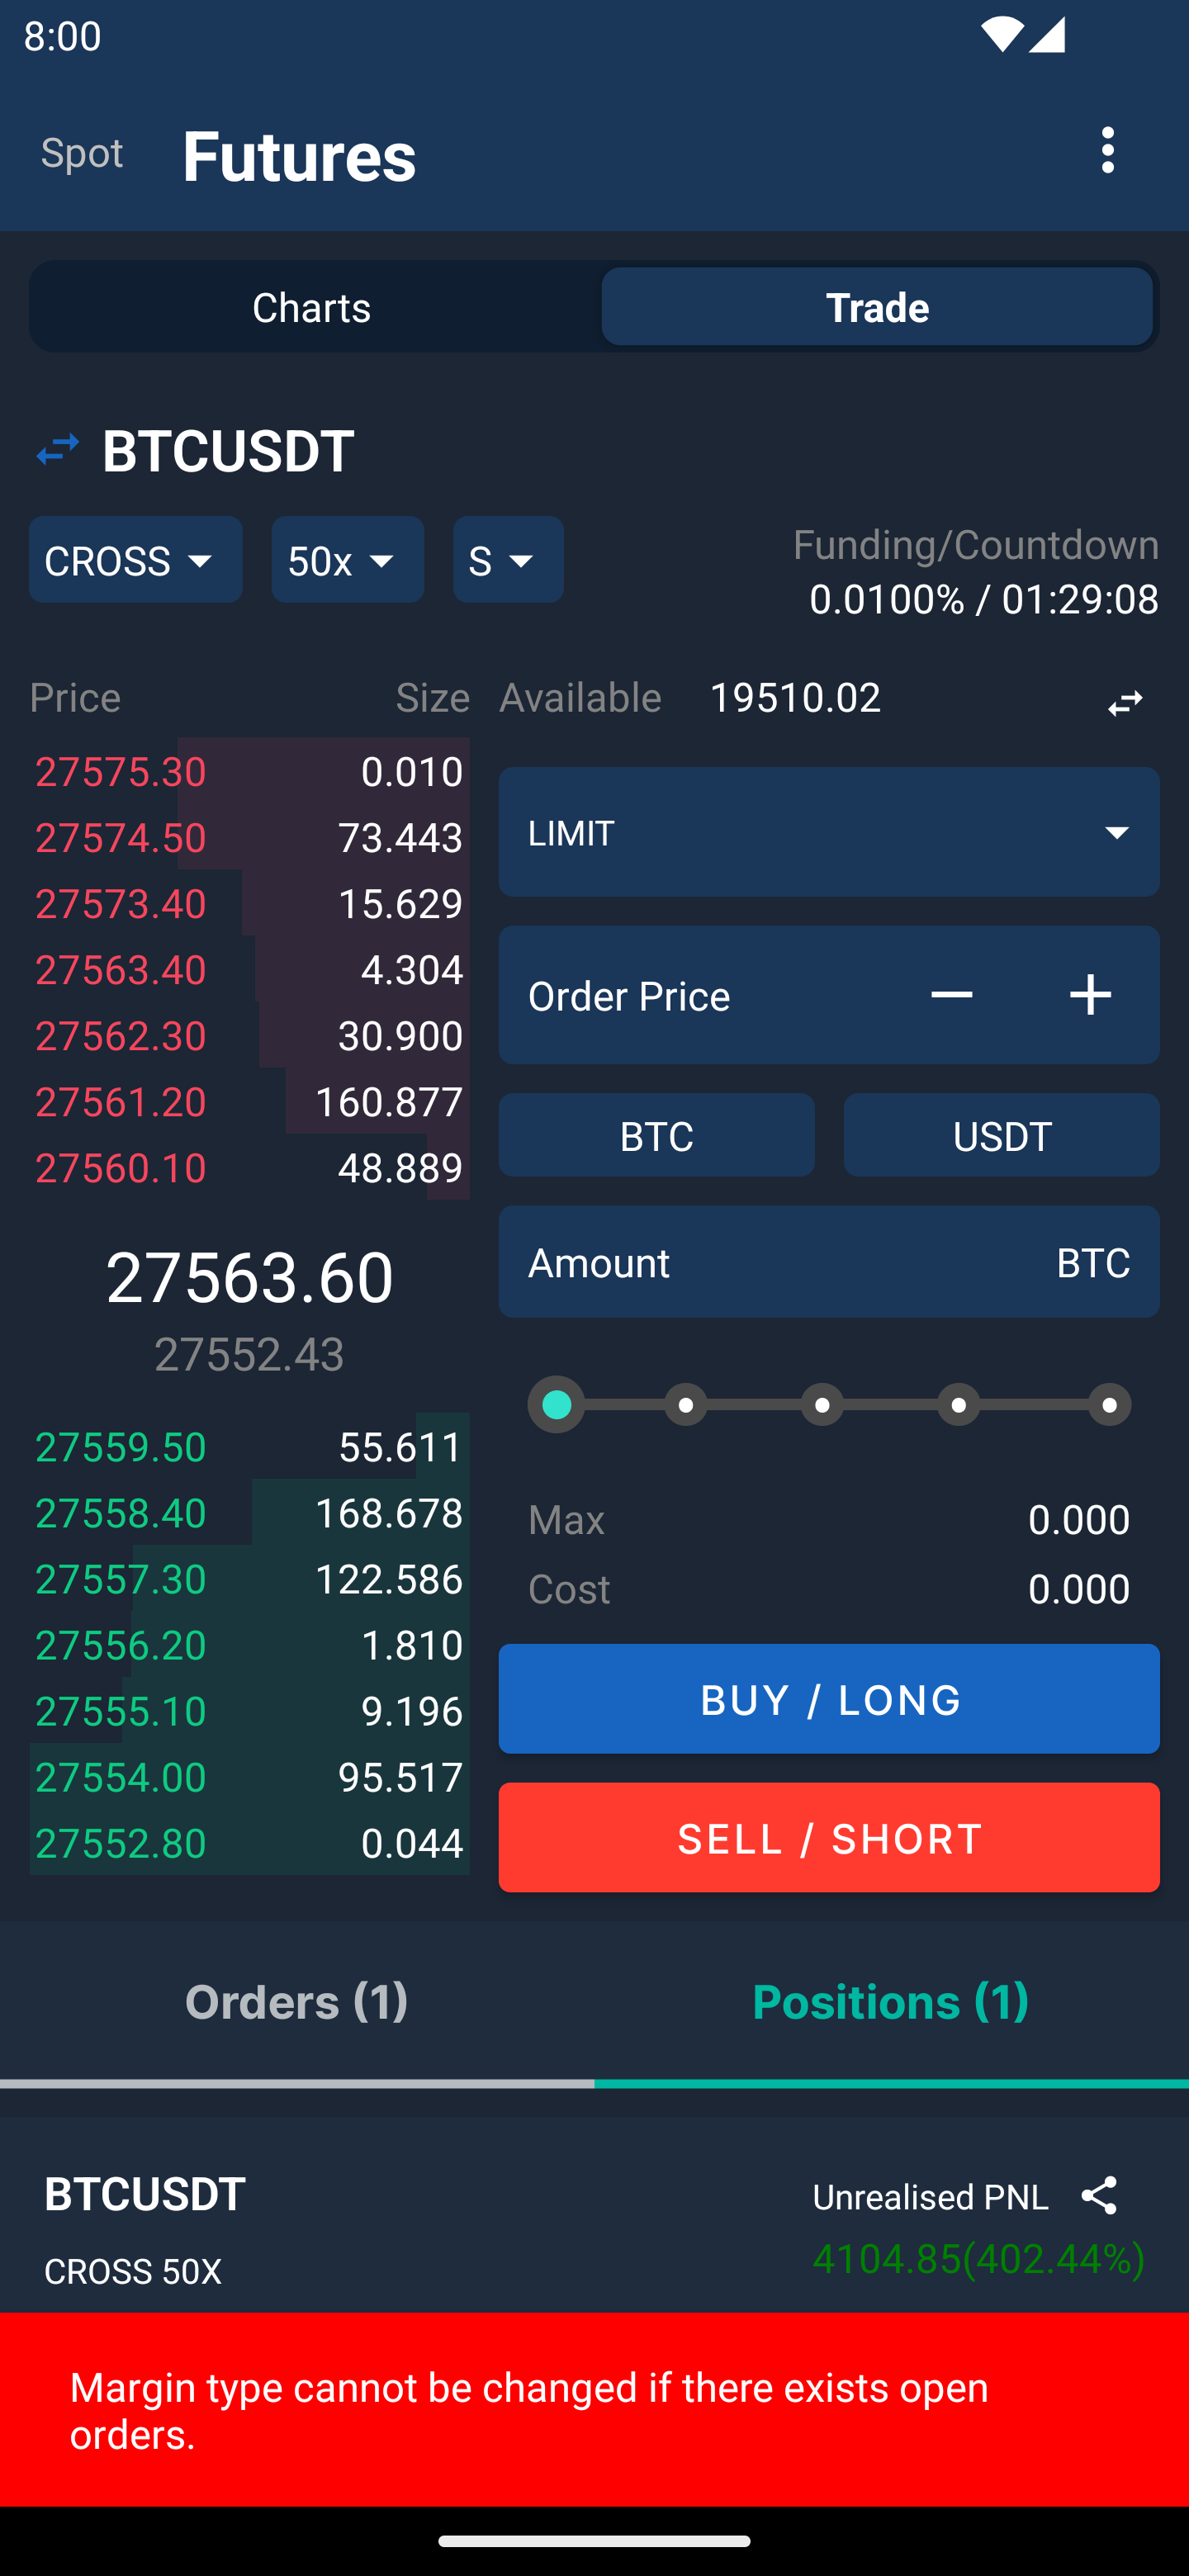 8:00
Spot Futures
Charts Trade
BTCUSDT
CROSS 50x S
Funding/Countdown
0.0100% / 01:29:08
Price Size
27575.30 0.010
27574.50 73.443
27573.40 15.629
27563.40 4.304
27562.30 30.900
27561.20 160.877
27560.10 48.889
27563.60
27552.43
27559.50 55.611
27558.40 168.678
27557.30 122.586
27556.20 1.810
27555.10 9.196
27554.00 95.517
27552.80 0.044
Available 19510.02
LIMIT
Order Price
BTC USDT
Amount BTC
Max 0.000
Cost 0.000
BUY / LONG
SELL / SHORT
Orders (1) Positions (1)
BTCUSDT
CROSS 50X
Unrealised PNL
4104.85(402.44%)
Margin type cannot be changed if there exists open
orders.